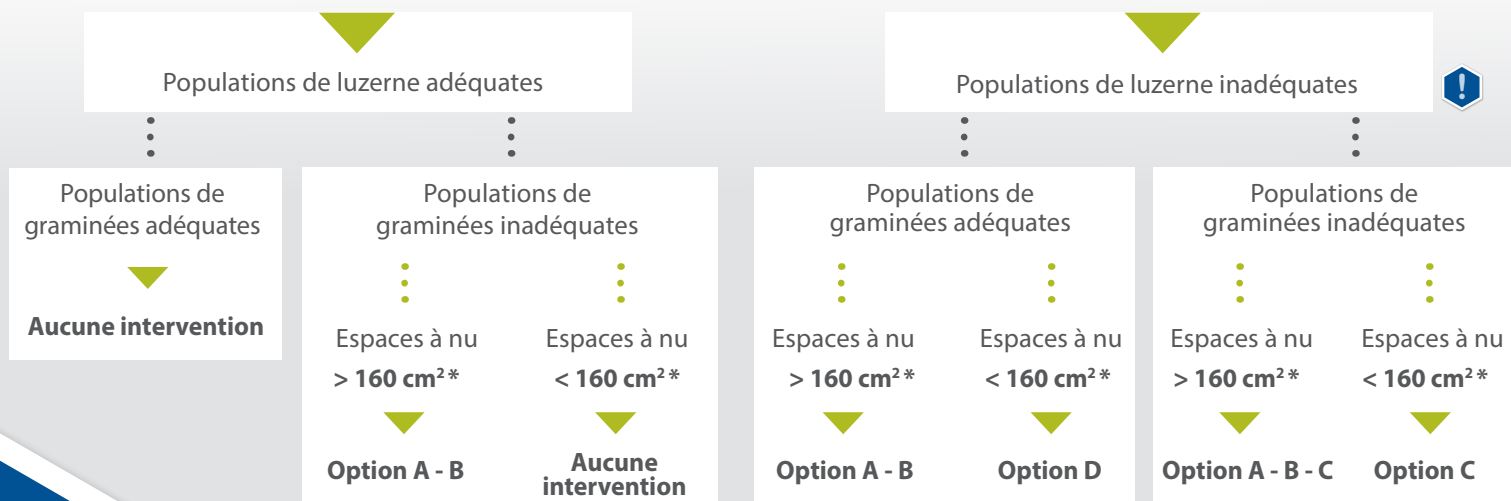 Populations de luzerne adéquates
Populations de
graminées adéquates
Aucune intervention
Populations de
graminées inadéquates
Espaces à nu
> 160 cm² *
Option A - B
Espaces à nu
< 160 cm² *
Aucune
intervention
Populations de luzerne inadéquates
!
Populations de
graminées adéquates
Espaces à nu
> 160 cm² *
Option A - B
Espaces à nu
< 160 cm² *
Option D
Populations de
graminées inadéquates
Espaces à nu
> 160 cm² *
Option A - B - C
Espaces à nu
< 160 cm² *
Option C